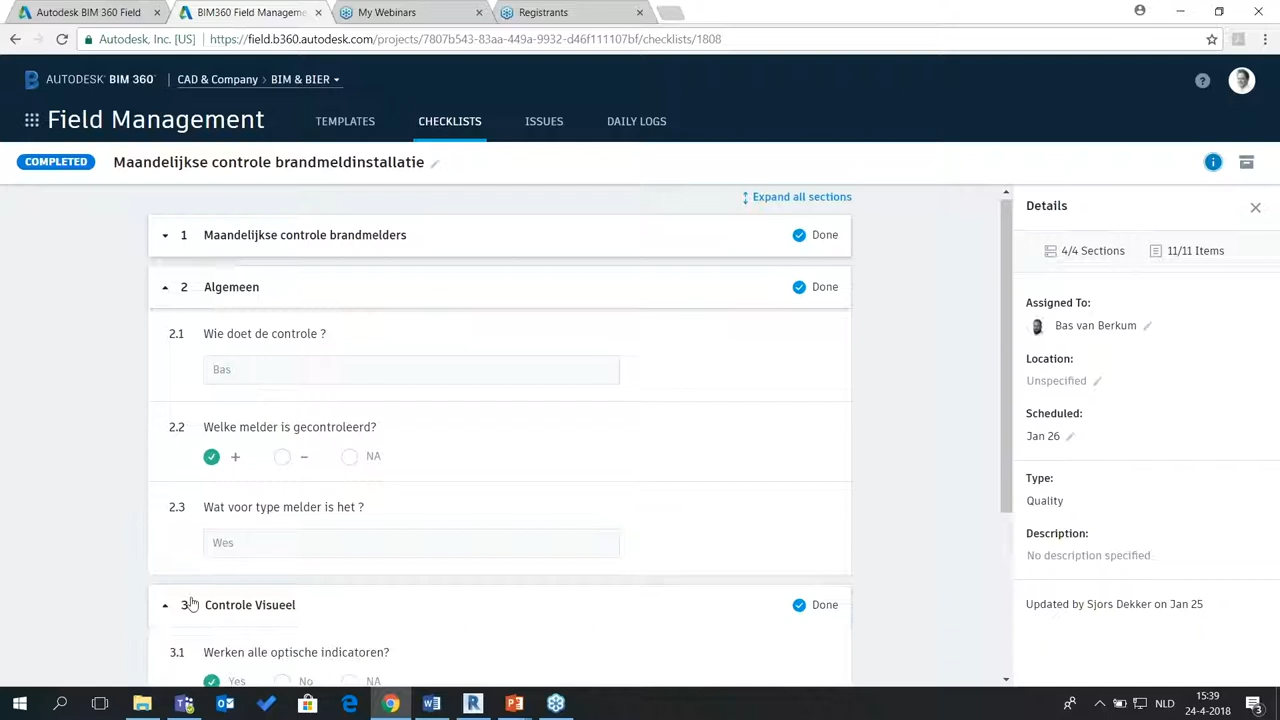 Autodesk BIM 360 Field
BIM360 Field Manageme
My Webinars
Registrants
Autodesk, Inc. [US]
https://field.b360.autodesk.com/projects/7807b543-83aa-449a-9932-d46f111107bf/checklists/1808
AUTODESK® BIM 360°
CAD & Company > BIM & BIER
Field Management
TEMPLATES
CHECKLISTS
ISSUES
DAILY LOGS
COMPLETED
Maandelijkse controle brandmeldinstallatie
Expand all sections
1 Maandelijkse controle brandmelders Done
2 Algemeen Done
2.1 Wie doet de controle ?
Bas
2.2 Welke melder is gecontroleerd?
+ – NA
2.3 Wat voor type melder is het ?
Wes
3 Controle Visueel Done
3.1 Werken alle optische indicatoren?
Yes No NA
Details
4/4 Sections 11/11 Items
Assigned To:
Bas van Berkum
Location:
Unspecified
Scheduled:
Jan 26
Type:
Quality
Description:
No description specified
Updated by Sjors Dekker on Jan 25
NLD
15:39
24-4-2018
3